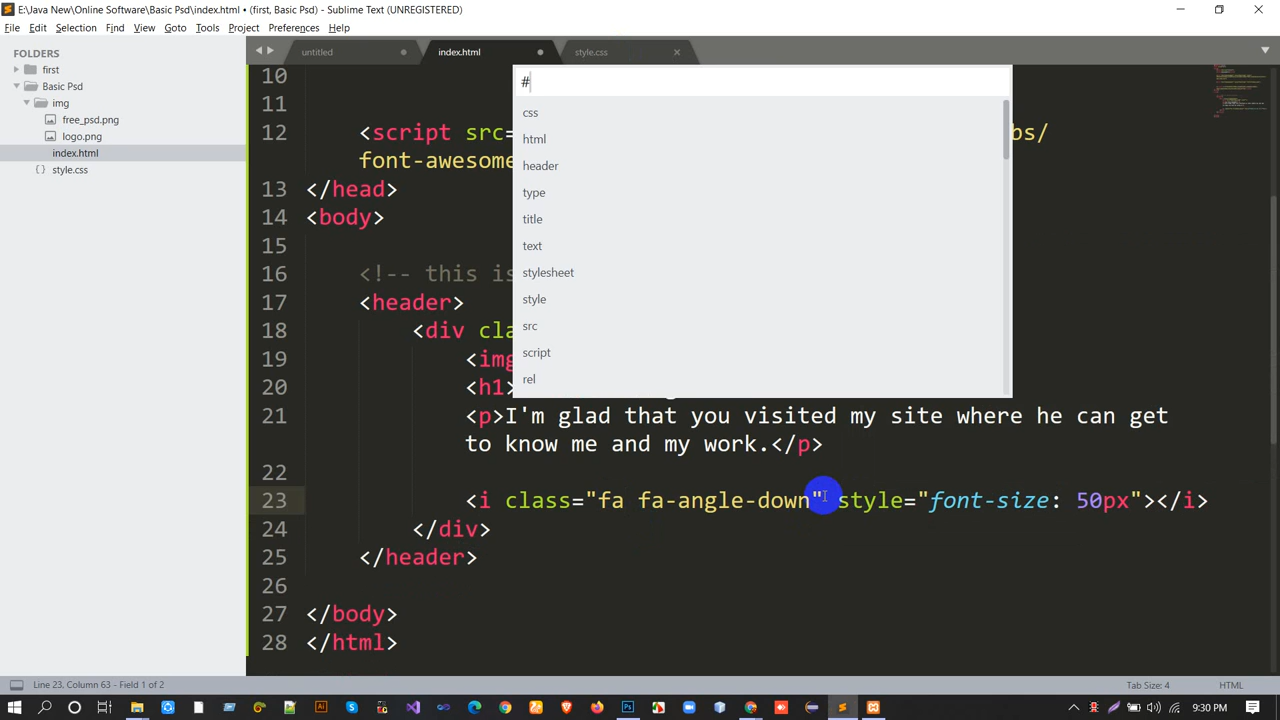 E:\Java New\Online Software\Basic Psd\index.html • (first, Basic Psd) - Sublime Text (UNREGISTERED)
File Edit Selection Find View Goto Tools Project Preferences Help
FOLDERS
first
Basic Psd
img
free_psd.png
logo.png
index.html
style.css
untitled
index.html
style.css
#
css
html
header
type
title
text
stylesheet
style
src
script
rel
10
11
12 <script src= bs/
font-awesom
13 </head>
14 <body>
15
16 <!-- this is
17 <header>
18 <div cla
19 <img
20 <h1>
21 <p>I'm glad that you visited my site where he can get
to know me and my work.</p>
22
23 <i class="fa fa-angle-down" style="font-size: 50px"></i>
24 </div>
25 </header>
26
27 </body>
28 </html>
Line 23, Column 63 - Field 1 of 2
Tab Size: 4
HTML
9:30 PM